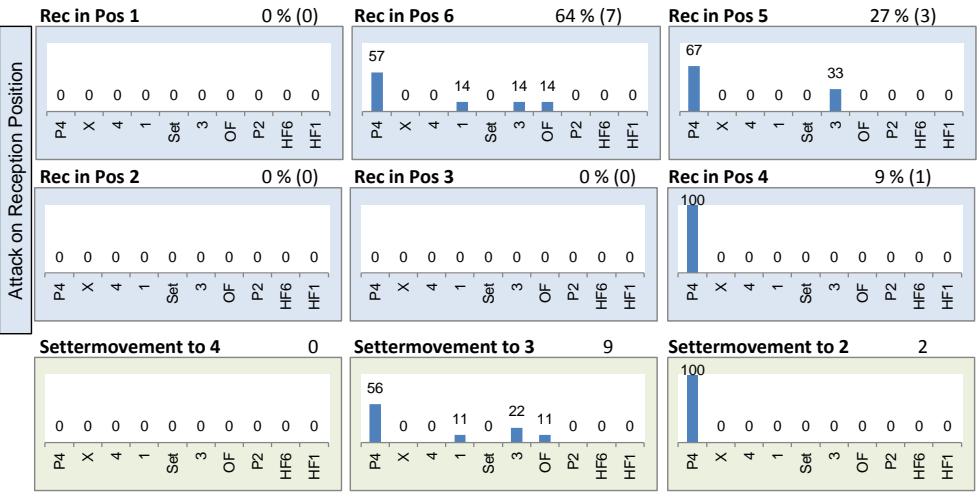 Attack on Reception Position
Rec in Pos 1 0 % (0) Rec in Pos 6 64 % (7) Rec in Pos 5 27 % (3)
0 0 0 0 0 0 0 0 0 0 57 0 0 14 0 14 14 0 0 0 67 0 0 0 0 33 0 0 0 0
P4 X 4 1 Set 3 OF P2 HF6 HF1 P4 X 4 1 Set 3 OF P2 HF6 HF1 P4 X 4 1 Set 3 OF P2 HF6 HF1
Rec in Pos 2 0 % (0) Rec in Pos 3 0 % (0) Rec in Pos 4 9 % (1)
0 0 0 0 0 0 0 0 0 0 0 0 0 0 0 0 0 0 0 0 100 0 0 0 0 0 0 0 0 0
P4 X 4 1 Set 3 OF P2 HF6 HF1 P4 X 4 1 Set 3 OF P2 HF6 HF1 P4 X 4 1 Set 3 OF P2 HF6 HF1
Settermovement to 4 0 Settermovement to 3 9 Settermovement to 2 2
0 0 0 0 0 0 0 0 0 0 56 0 0 11 0 22 11 0 0 0 100 0 0 0 0 0 0 0 0 0
P4 X 4 1 Set 3 OF P2 HF6 HF1 P4 X 4 1 Set 3 OF P2 HF6 HF1 P4 X 4 1 Set 3 OF P2 HF6 HF1